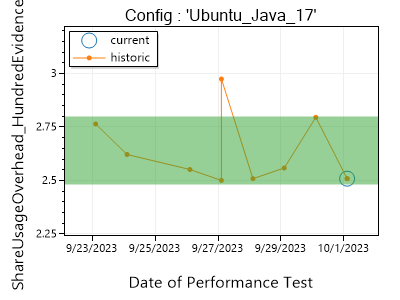 Config : 'Ubuntu_Java_17'
current
historic
ShareUsageOverhead_HundredEvidence
3
2.75
2.5
2.25
9/23/2023 9/25/2023 9/27/2023 9/29/2023 10/1/2023
Date of Performance Test